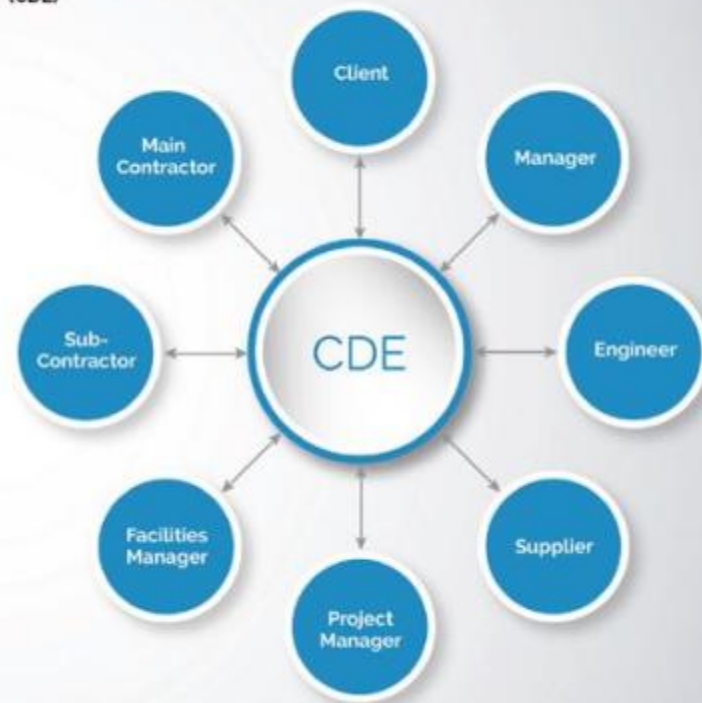 Client
Manager
Main
Contractor
CDE
Engineer
Sub-
Contractor
Supplier
Facilities
Manager
Project
Manager